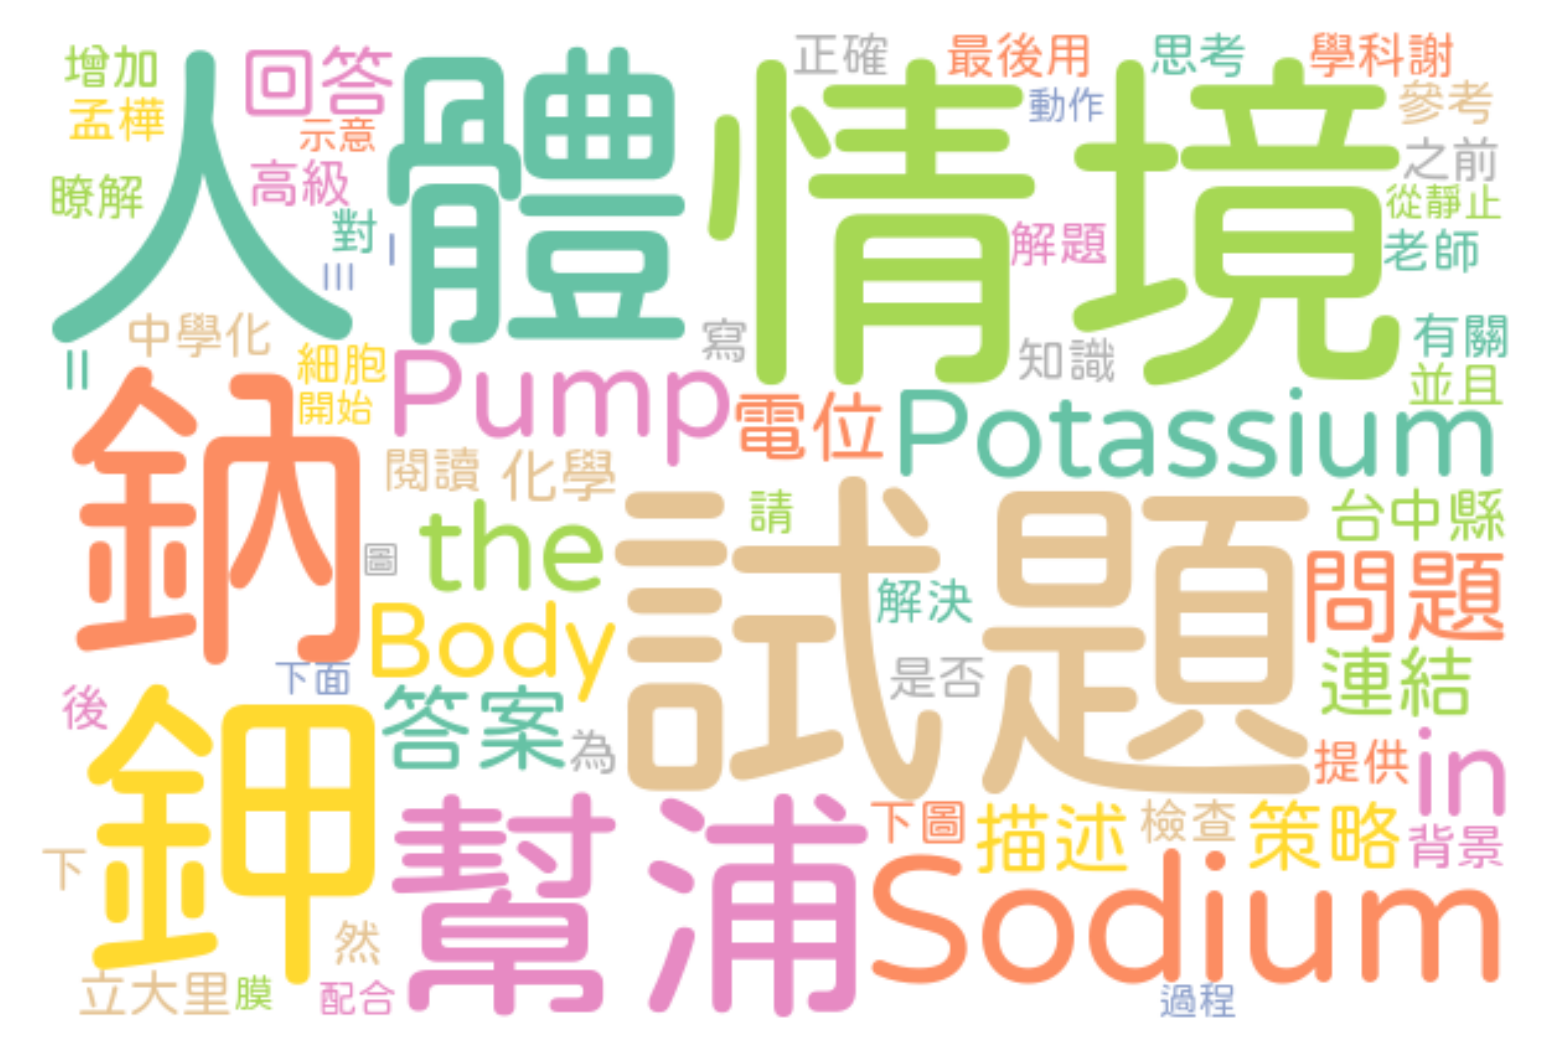 增加
人體
回答
情境
正確
最後用
思考
學科謝
孟樺
示意
動作
參考
瞭解
高級
對
I
III
之前
從靜止
解題
老師
II
中學化
細胞
開始
寫
知識
有關
並且
鈉
Pump
電位
Potassium
閱讀
化學
圖
the
試題
請
台中縣
Body
解決
問題
下面
是否
連結
後
鉀
答案
為
提供
in
幫浦
下圖
描述
檢查
策略
背景
下
然
Sodium
立大里
膜
配合
過程